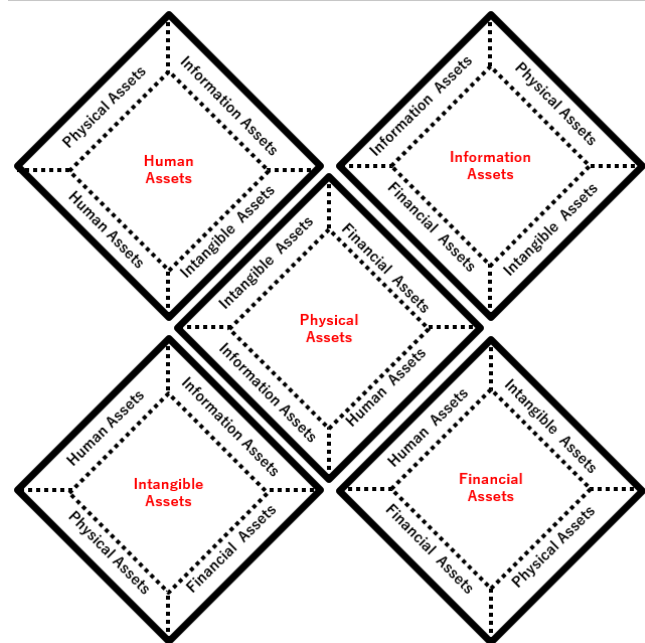 Physical Assets
Information Assets
Human
Assets
Human Assets
Intangible Assets
Information Assets
Physical Assets
Information
Assets
Financial Assets
Intangible Assets
Intangible Assets
Financial Assets
Physical
Assets
Information Assets
Human Assets
Human Assets
Information Assets
Intangible
Assets
Physical Assets
Financial Assets
Human Assets
Intangible Assets
Financial
Assets
Financial Assets
Physical Assets